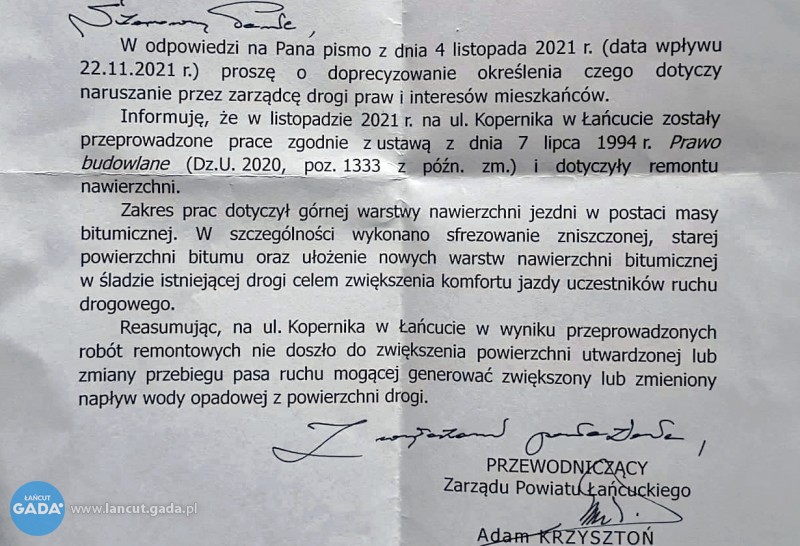 Szanowny Panie,
W odpowiedzi na Pana pismo z dnia 4 listopada 2021 r. (data wpływu
22.11.2021 r.) proszę o doprecyzowanie określenia czego dotyczy
naruszanie przez zarządcę drogi praw i interesów mieszkańców.
Informuję, że w listopadzie 2021 r. na ul. Kopernika w Łańcucie zostały
przeprowadzone prace zgodnie z ustawą z dnia 7 lipca 1994 r. Prawo
budowlane (Dz.U. 2020, poz. 1333 z późn. zm.) i dotyczyły remontu
nawierzchni.
Zakres prac dotyczył górnej warstwy nawierzchni jezdni w postaci masy
bitumicznej. W szczególności wykonano sfrezowanie zniszczonej, starej
powierzchni bitumu oraz ułożenie nowych warstw nawierzchni bitumicznej
w śladzie istniejącej drogi celem zwiększenia komfortu jazdy uczestników ruchu
drogowego.
Reasumując, na ul. Kopernika w Łańcucie w wyniku przeprowadzonych
robót remontowych nie doszło do zwiększenia powierzchni utwardzonej lub
zmiany przebiegu pasa ruchu mogącej generować zwiększony lub zmieniony
napływ wody opadowej z powierzchni drogi.
Z wyrazami poważania,
PRZEWODNICZĄCY
Zarządu Powiatu Łańcuckiego
Adam KRZYSZTOŃ
ŁAŃCUT
GADA
www.lancut.gada.pl